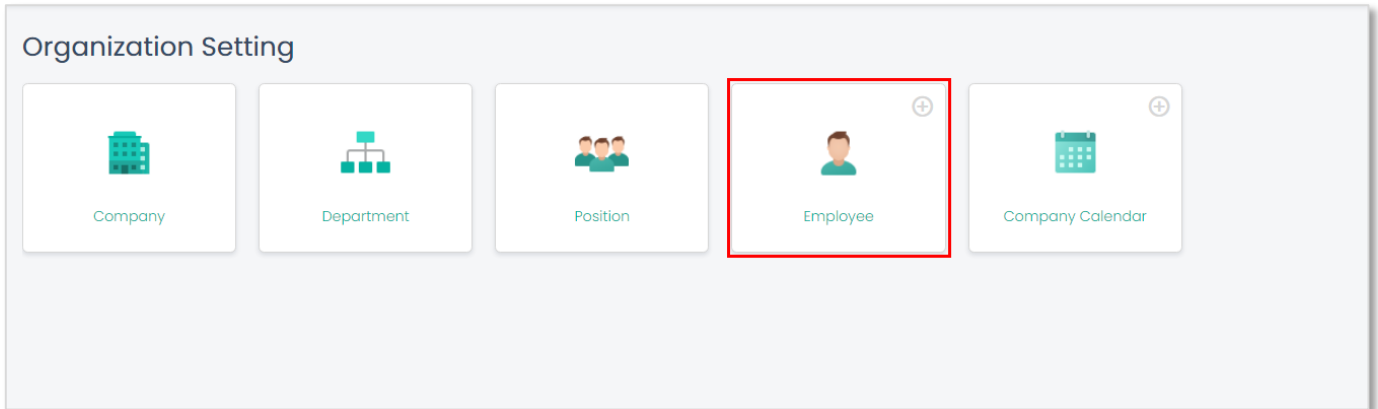 Organization Setting
Company
Department
Position
Employee
Company Calendar